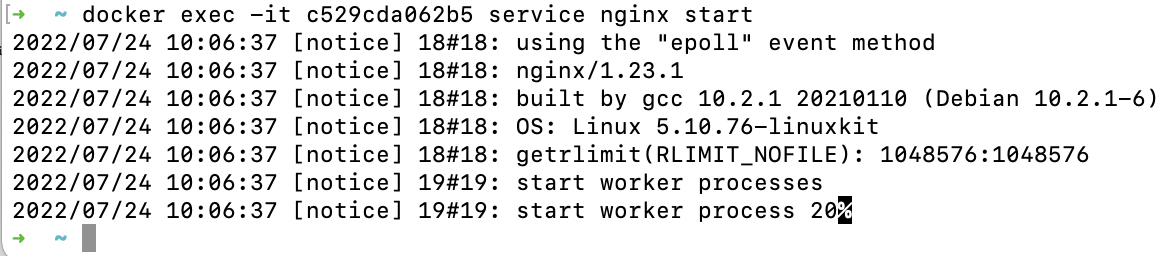 [➜  ~ docker exec -it c529cda062b5 service nginx start
2022/07/24 10:06:37 [notice] 18#18: using the "epoll" event method
2022/07/24 10:06:37 [notice] 18#18: nginx/1.23.1
2022/07/24 10:06:37 [notice] 18#18: built by gcc 10.2.1 20210110 (Debian 10.2.1-6)
2022/07/24 10:06:37 [notice] 18#18: OS: Linux 5.10.76-linuxkit
2022/07/24 10:06:37 [notice] 18#18: getrlimit(RLIMIT_NOFILE): 1048576:1048576
2022/07/24 10:06:37 [notice] 19#19: start worker processes
2022/07/24 10:06:37 [notice] 19#19: start worker process 20%
➜  ~